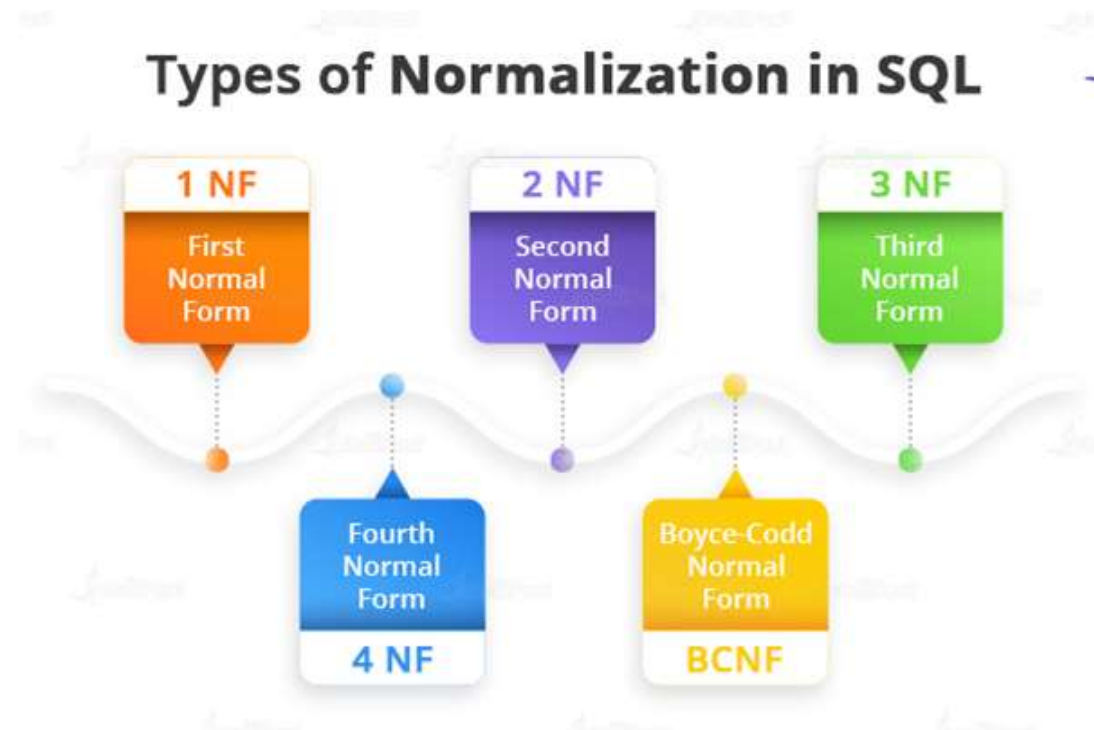 Types of Normalization in SQL
1 NF
First
Normal
Form
2 NF
Second
Normal
Form
3 NF
Third
Normal
Form
Fourth
Normal
Form
4 NF
Boyce-Codd
Normal
Form
BCNF